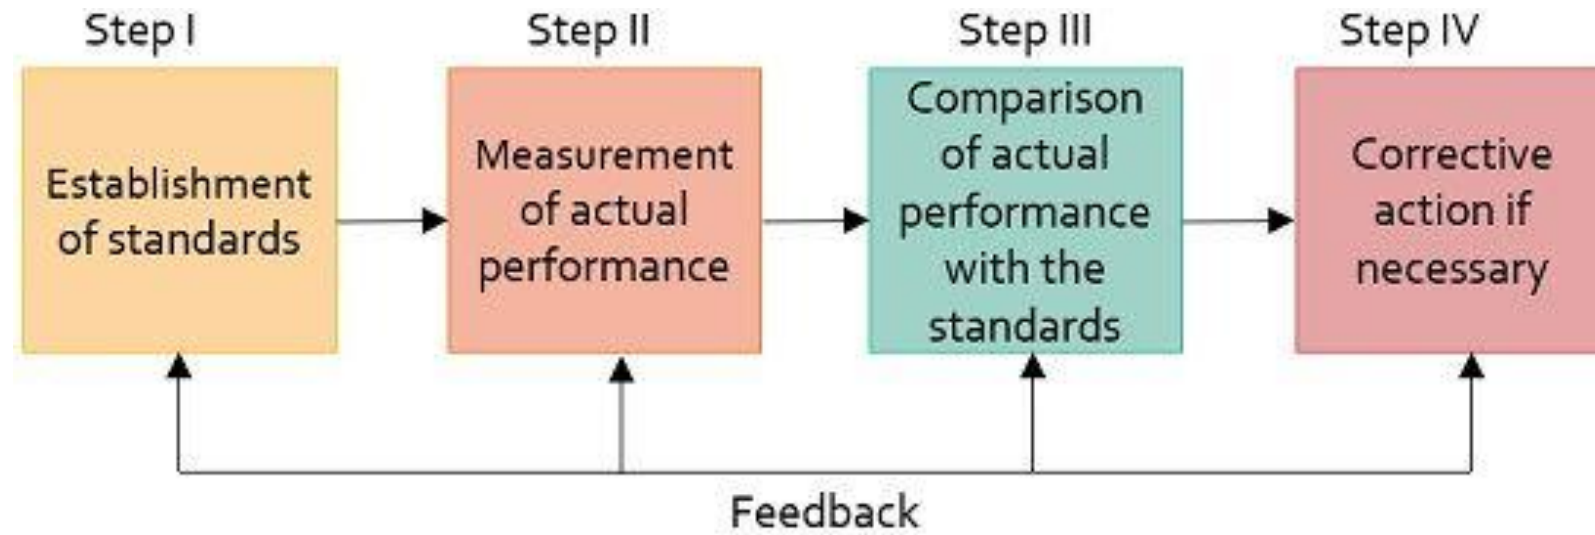 Step I
Establishment
of standards
Step II
Measurement
of actual
performance
Step III
Comparison
of actual
performance
with the
standards
Step IV
Corrective
action if
necessary
Feedback